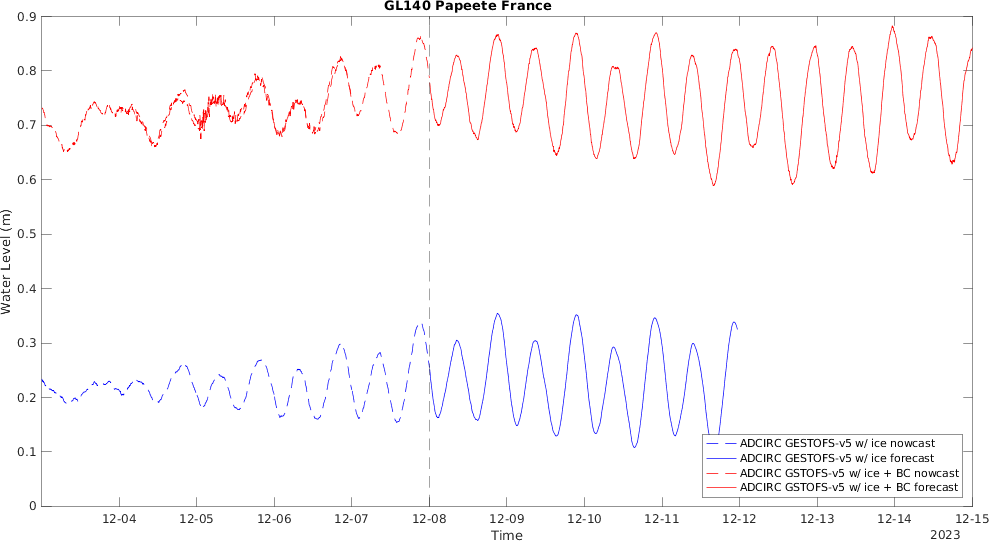 GL140 Papeete France
0.9
0.8
0.7
0.6
0.5
0.4
0.3
0.2
0.1
0
Water Level (m)
ADCIRC GESTOFS-v5 w/ ice nowcast
ADCIRC GESTOFS-v5 w/ ice forecast
ADCIRC GSTOFS-v5 w/ ice + BC nowcast
ADCIRC GSTOFS-v5 w/ ice + BC forecast
12-04 12-05 12-06 12-07 12-08 12-09 12-10 12-11 12-12 12-13 12-14 12-15
Time
2023